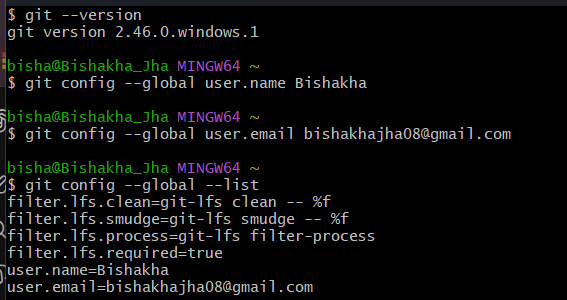 $ git --version
git version 2.46.0.windows.1
bisha@Bishakha_Jha MINGW64 ~
$ git config --global user.name Bishakha
bisha@Bishakha_Jha MINGW64 ~
$ git config --global user.email bishakhajha08@gmail.com
bisha@Bishakha_Jha MINGW64 ~
$ git config --global --list
filter.lfs.clean=git-lfs clean -- %f
filter.lfs.smudge=git-lfs smudge -- %f
filter.lfs.process=git-lfs filter-process
filter.lfs.required=true
user.name=Bishakha
user.email=bishakhajha08@gmail.com